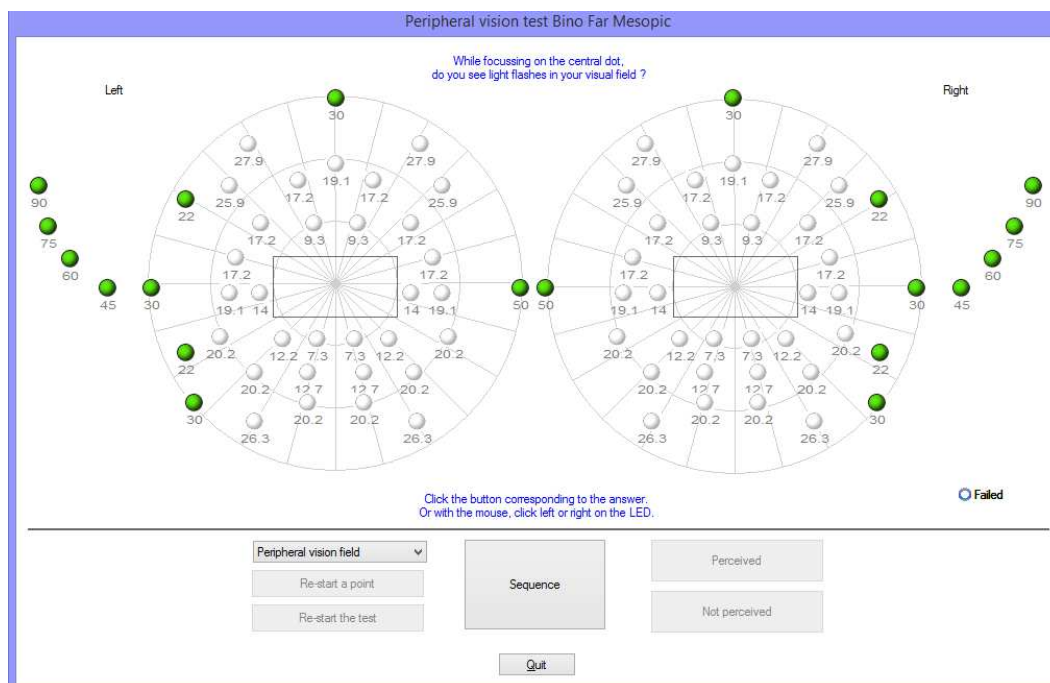 Peripheral vision test Bino Far Mesopic
While focussing on the central dot,
do you see light flashes in your visual field ?
Left Right
30 30
27.9 27.9 27.9 27.9
19.1 19.1
90 25.9 17.2 17.2 25.9 25.9 17.2 17.2 25.9 90
22 22
75 17.2 9.3 9.3 17.2 17.2 9.3 9.3 17.2 75
60 17.2 17.2 17.2 17.2 60
45 30 19.1 14 14 19.1 50 50 19.1 14 14 19.1 30 45
20.2 12.2 7.3 7.3 12.2 20.2 20.2 12.2 7.3 7.3 12.2 20.2
22 22
20.2 12.7 12.7 20.2 20.2 12.7 12.7 20.2
30 20.2 20.2 20.2 20.2 30
26.3 26.3 26.3 26.3
Click the button corresponding to the answer.
Or with the mouse, click left or right on the LED.
Failed
Peripheral vision field
Re-start a point
Re-start the test
Sequence
Perceived
Not perceived
Quit